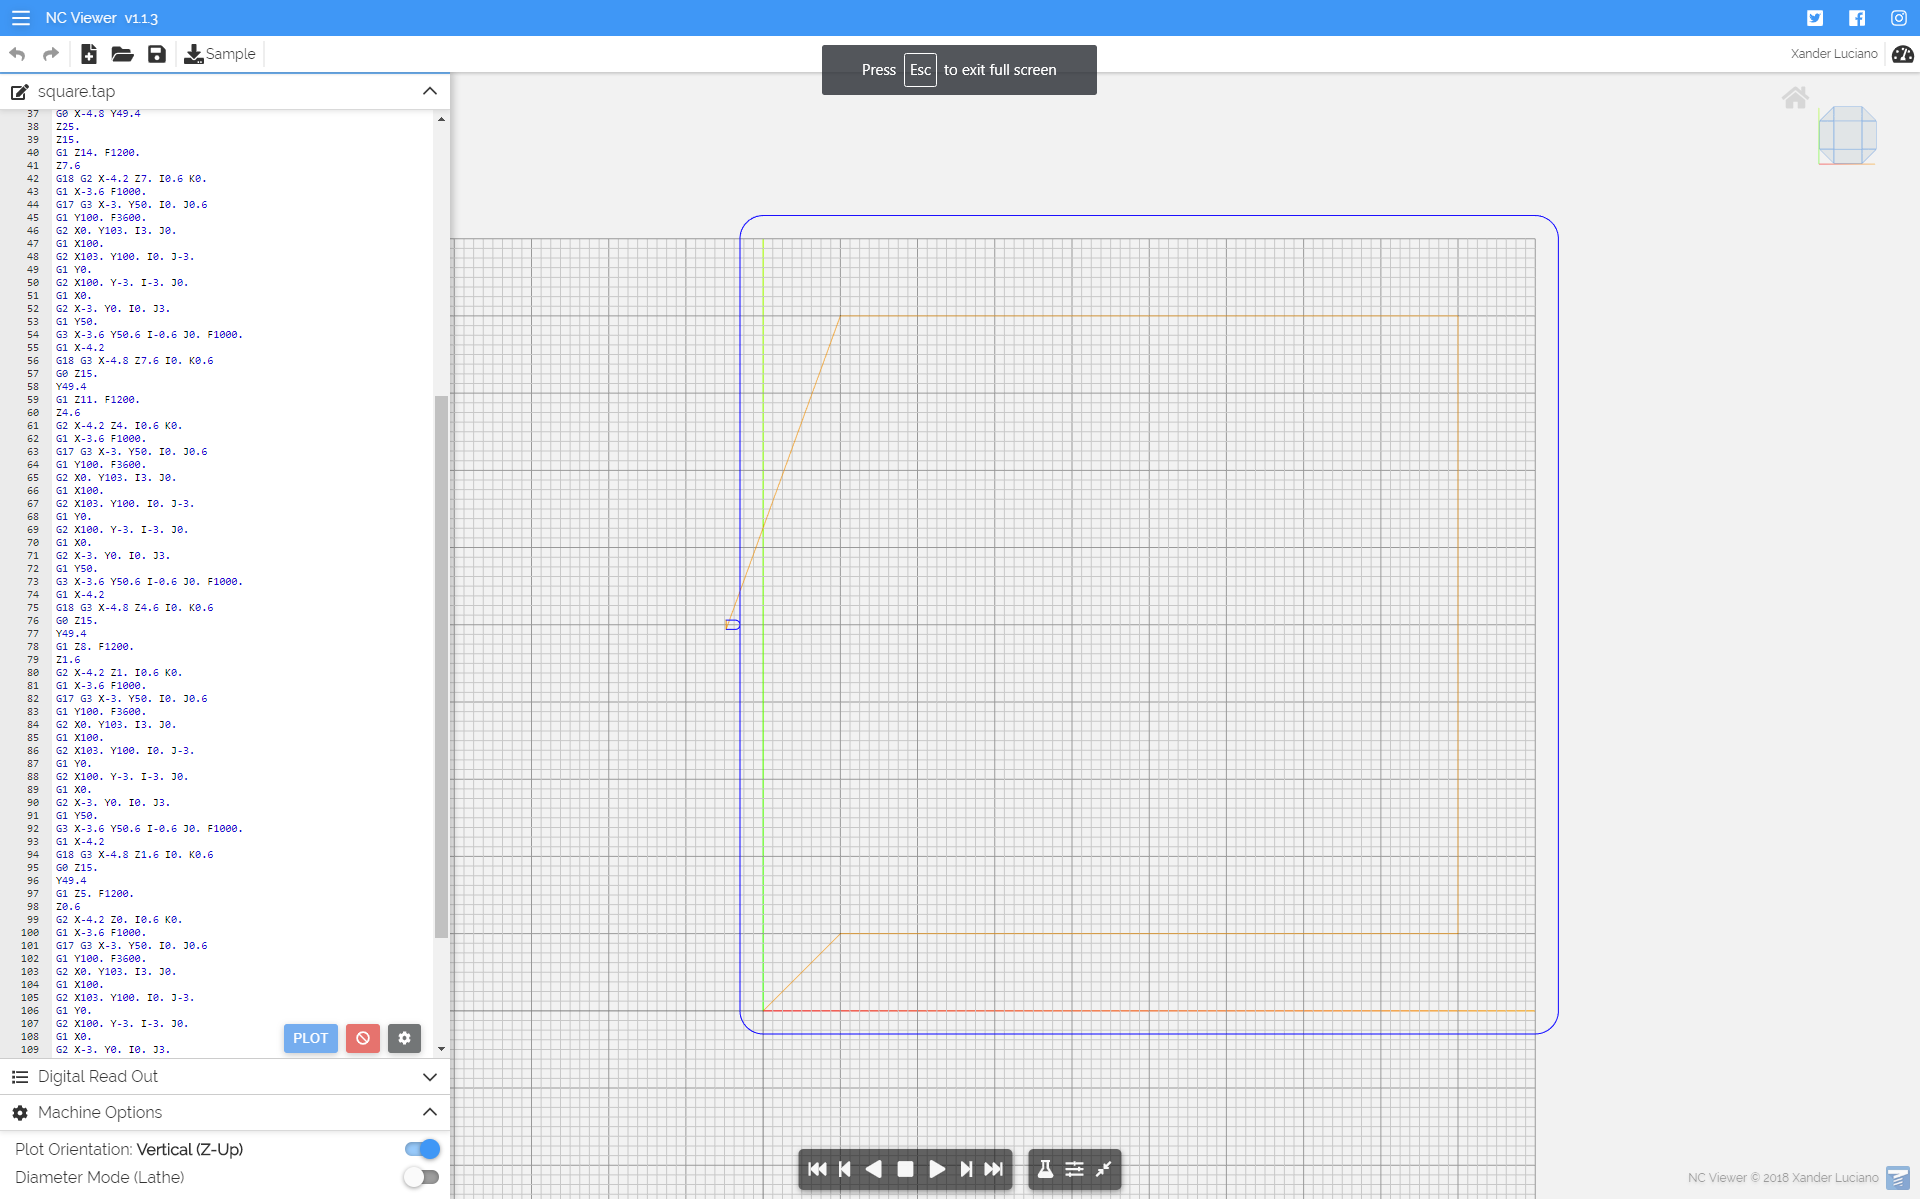 NC Viewer v1.1.3
Sample
Xander Luciano
Press Esc to exit full screen
square.tap
37 G0 X-4.8 Y49.4
38 Z25.
39 Z15.
40 G1 Z14. F1200.
41 Z7.6
42 G18 G2 X-4.2 Z7. I0.6 K0.
43 G1 X-3.6 F1000.
44 G17 G3 X-3. Y50. I0. J0.6
45 G1 Y100. F3600.
46 G2 X0. Y103. I3. J0.
47 G1 X100.
48 G2 X103. Y100. I0. J-3.
49 G1 Y0.
50 G2 X100. Y-3. I-3. J0.
51 G1 X0.
52 G2 X-3. Y0. I0. J3.
53 G1 Y50.
54 G3 X-3.6 Y50.6 I-0.6 J0. F1000.
55 G1 X-4.2
56 G18 G3 X-4.8 Z7.6 I0. K0.6
57 G0 Z15.
58 Y49.4
59 G1 Z11. F1200.
60 Z4.6
61 G2 X-4.2 Z4. I0.6 K0.
62 G1 X-3.6 F1000.
63 G17 G3 X-3. Y50. I0. J0.6
64 G1 Y100. F3600.
65 G2 X0. Y103. I3. J0.
66 G1 X100.
67 G2 X103. Y100. I0. J-3.
68 G1 Y0.
69 G2 X100. Y-3. I-3. J0.
70 G1 X0.
71 G2 X-3. Y0. I0. J3.
72 G1 Y50.
73 G3 X-3.6 Y50.6 I-0.6 J0. F1000.
74 G1 X-4.2
75 G18 G3 X-4.8 Z4.6 I0. K0.6
76 G0 Z15.
77 Y49.4
78 G1 Z8. F1200.
79 Z1.6
80 G2 X-4.2 Z1. I0.6 K0.
81 G1 X-3.6 F1000.
82 G17 G3 X-3. Y50. I0. J0.6
83 G1 Y100. F3600.
84 G2 X0. Y103. I3. J0.
85 G1 X100.
86 G2 X103. Y100. I0. J-3.
87 G1 Y0.
88 G2 X100. Y-3. I-3. J0.
89 G1 X0.
90 G2 X-3. Y0. I0. J3.
91 G1 Y50.
92 G3 X-3.6 Y50.6 I-0.6 J0. F1000.
93 G1 X-4.2
94 G18 G3 X-4.8 Z1.6 I0. K0.6
95 G0 Z15.
96 Y49.4
97 G1 Z5. F1200.
98 Z0.6
99 G2 X-4.2 Z0. I0.6 K0.
100 G1 X-3.6 F1000.
101 G17 G3 X-3. Y50. I0. J0.6
102 G1 Y100. F3600.
103 G2 X0. Y103. I3. J0.
104 G1 X100.
105 G2 X103. Y100. I0. J-3.
106 G1 Y0.
107 G2 X100. Y-3. I-3. J0.
108 G1 X0.
109 G2 X-3. Y0. I0. J3.
PLOT
Digital Read Out
Machine Options
Plot Orientation: Vertical (Z-Up)
Diameter Mode (Lathe)
NC Viewer © 2018 Xander Luciano